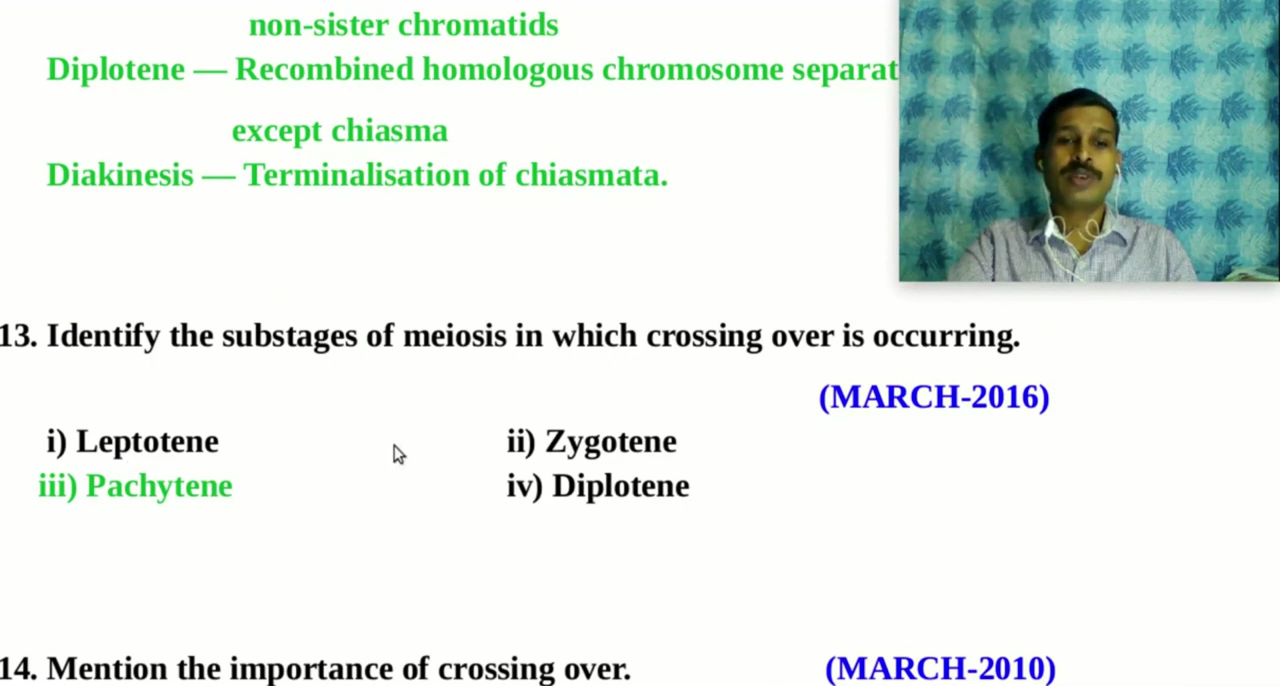 non-sister chromatids
Diplotene — Recombined homologous chromosome separat
except chiasma
Diakinesis — Terminalisation of chiasmata.
13. Identify the substages of meiosis in which crossing over is occurring.
(MARCH-2016)
i) Leptotene ii) Zygotene
iii) Pachytene iv) Diplotene
14. Mention the importance of crossing over. (MARCH-2010)